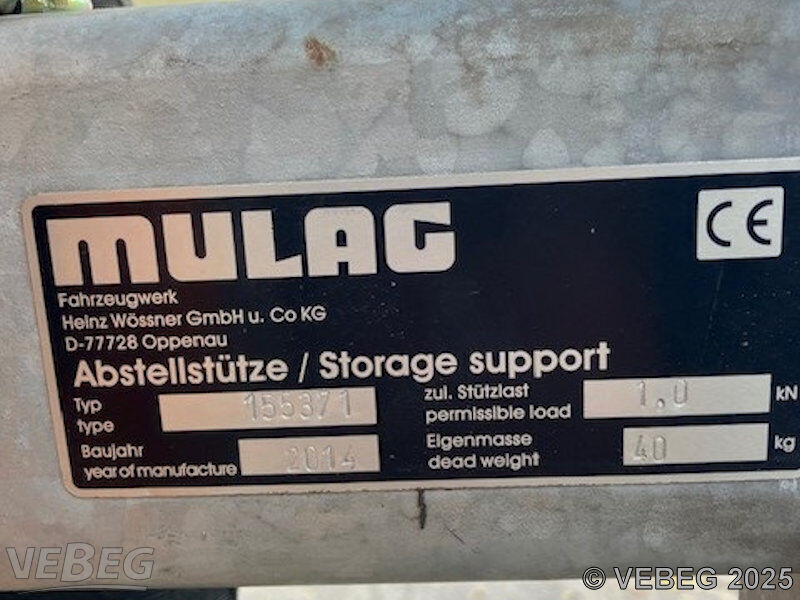 MULAG
CE
Fahrzeugwerk
Heinz Wössner GmbH u. Co KG
D-77728 Oppenau
Abstellstütze / Storage support
Typ
type
155371
zul. Stützlast
permissible load
1,0
kN
Baujahr
year of manufacture
2014
Eigenmasse
dead weight
40
kg
VEBEG
© VEBEG 2025